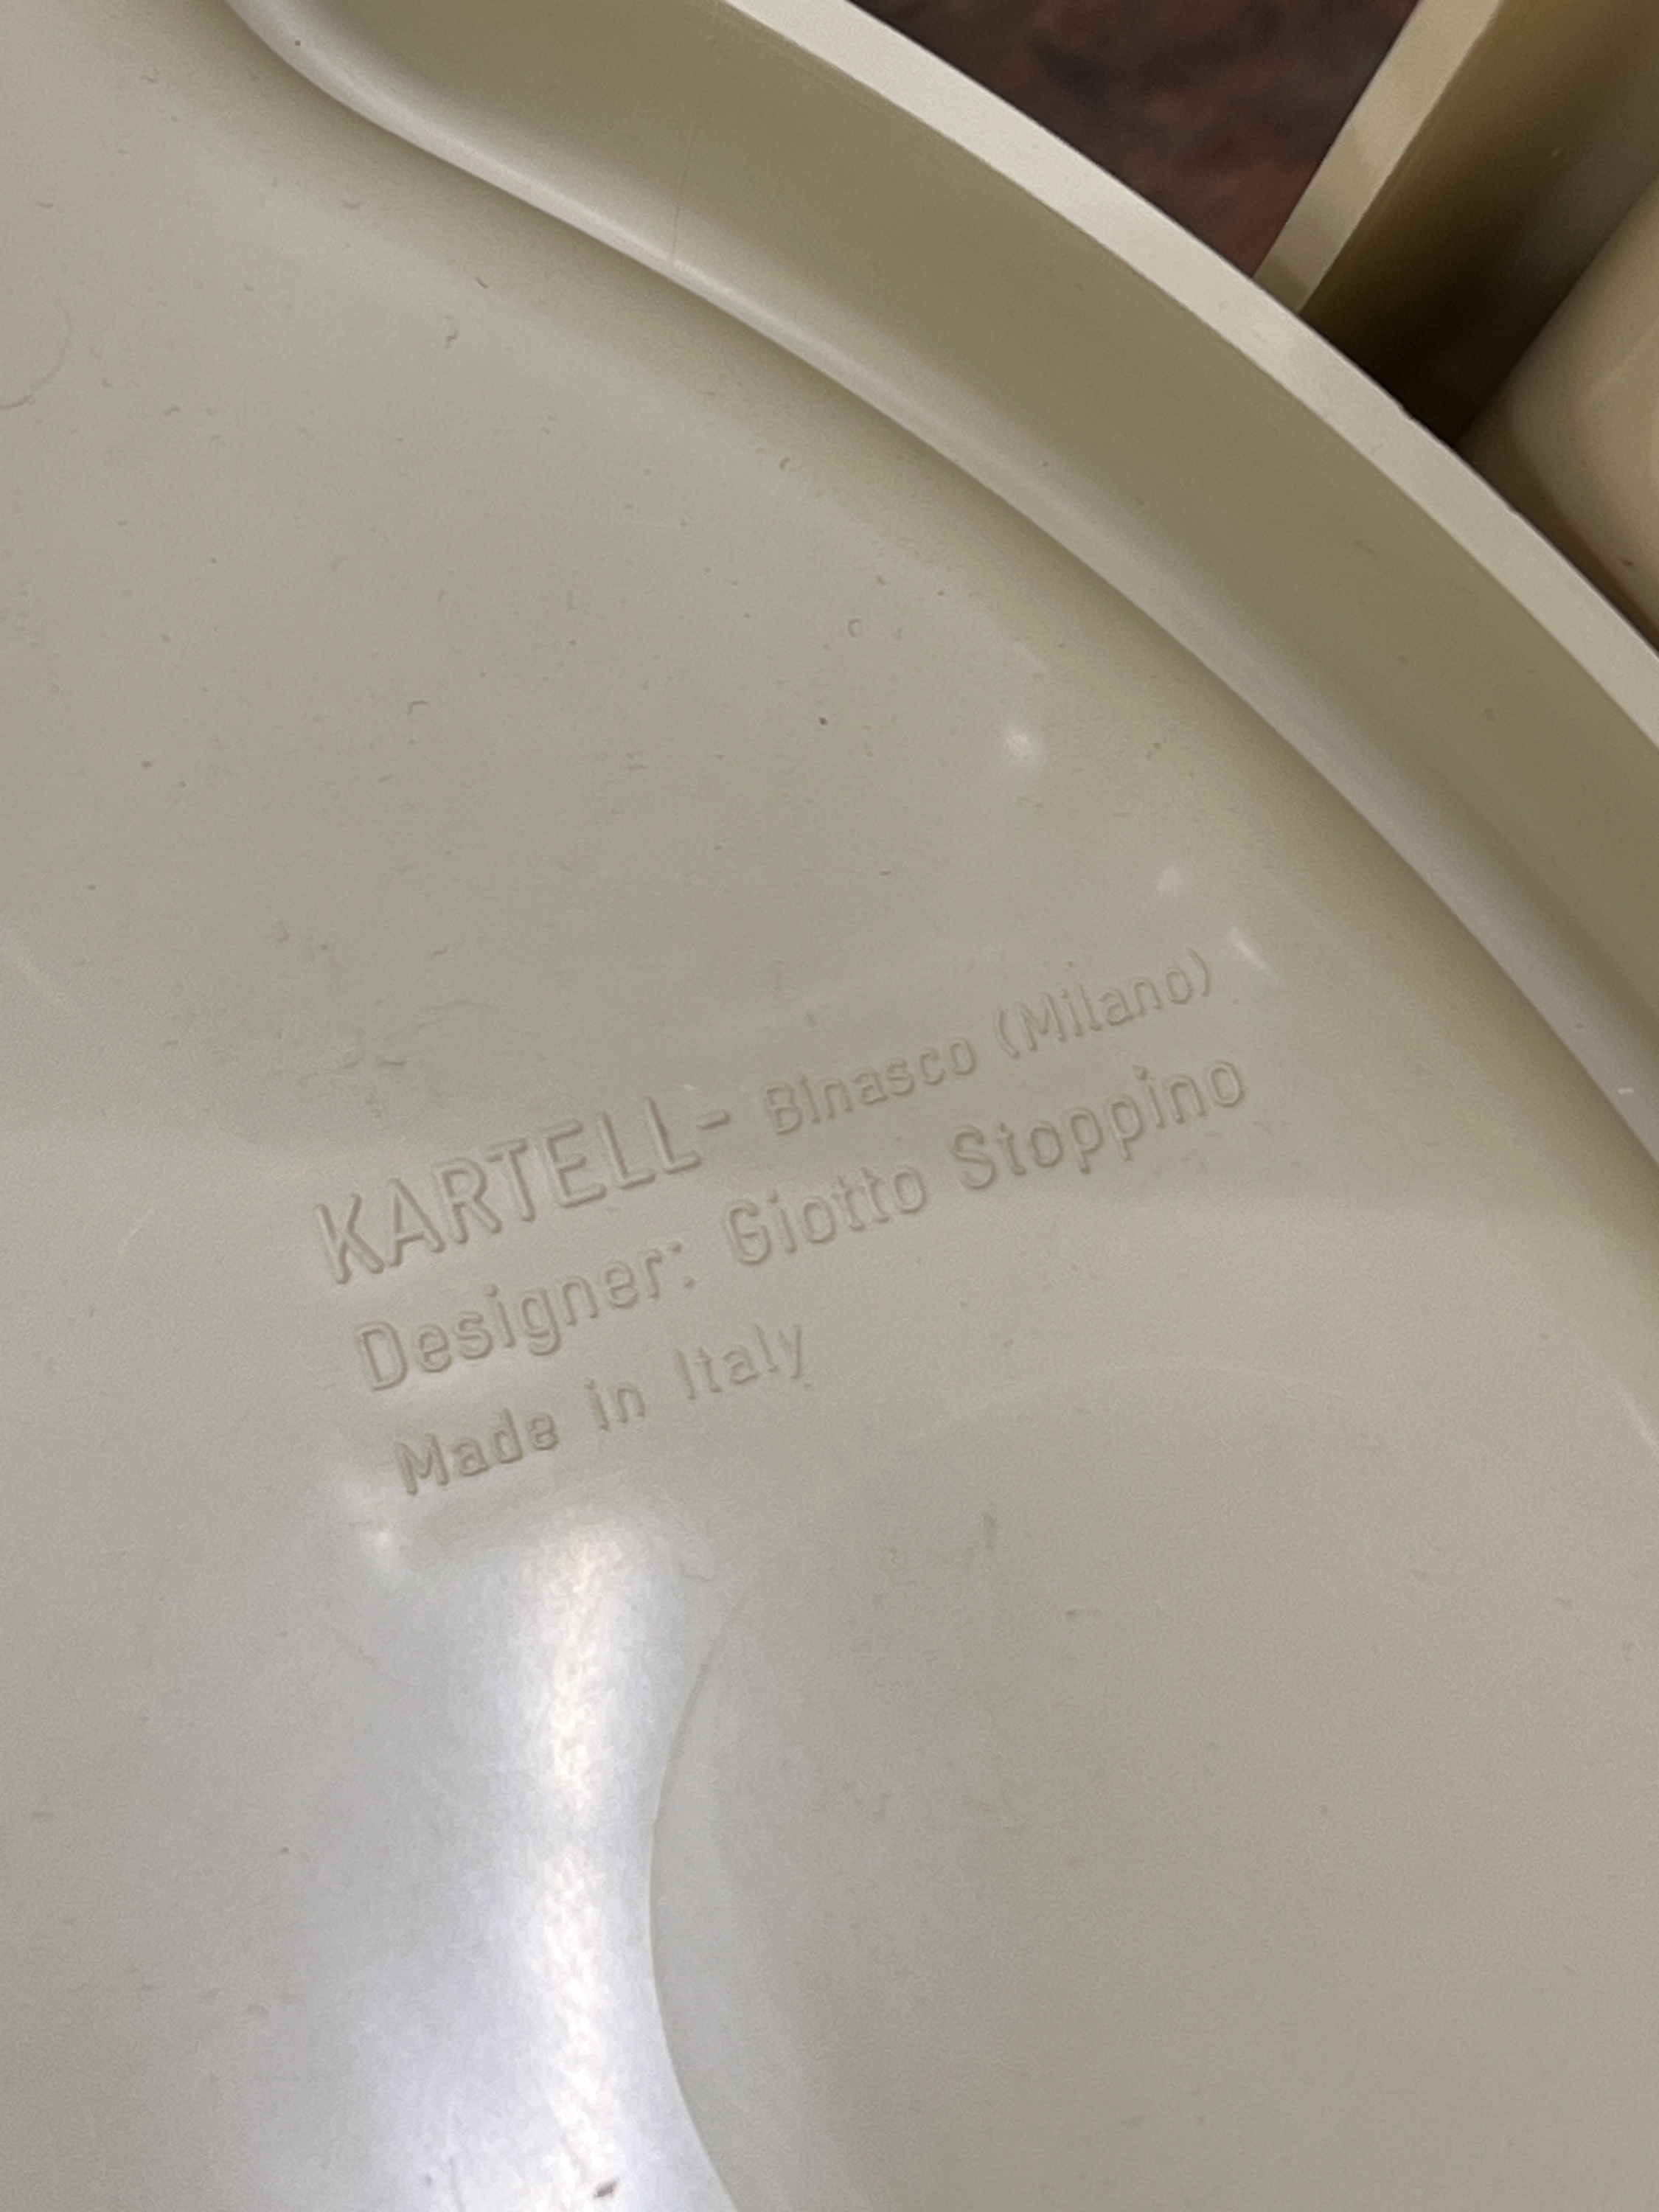 KARTELL - Binasco (Milano)
Designer: Giotto Stoppino
Made in Italy